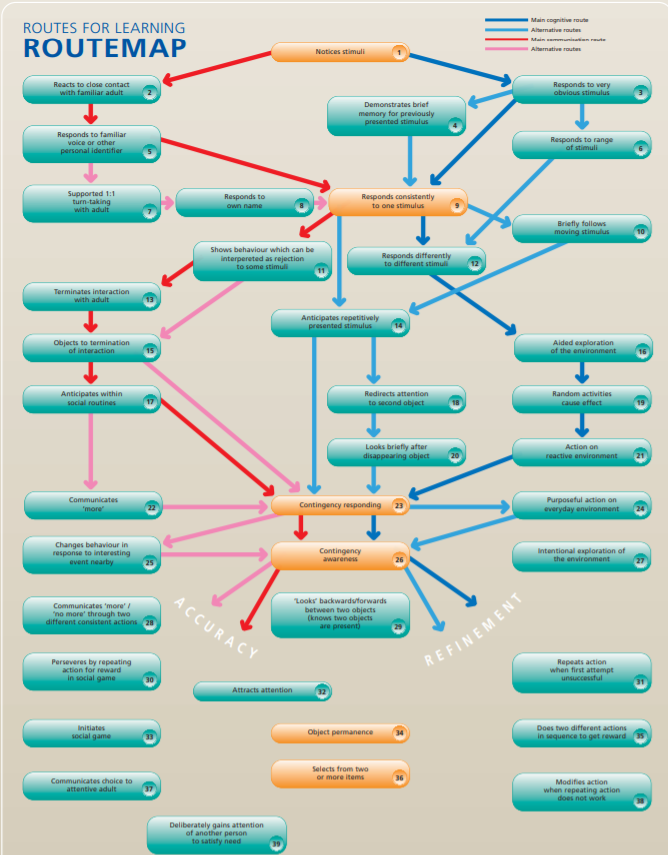 ROUTES FOR LEARNING
ROUTEMAP
Main cognitive route
Alternative routes
Main communication route
Alternative routes
Notices stimuli
1
Reacts to close contact
with familiar adult
2
Responds to very
obvious stimulus
3
Demonstrates brief
memory for previously
presented stimulus
4
Responds to familiar
voice or other
personal identifier
5
Responds to range
of stimuli
6
Supported 1:1
turn-taking
with adult
7
Responds to
own name
8
Responds consistently
to one stimulus
9
Briefly follows
moving stimulus
10
Shows behaviour which can be
interpereted as rejection
to some stimuli
11
Responds differently
to different stimuli
12
Terminates interaction
with adult
13
Anticipates repetitively
presented stimulus
14
Objects to termination
of interaction
15
Aided exploration
of the environment
16
Anticipates within
social routines
17
Redirects attention
to second object
18
Random activities
cause effect
19
Looks briefly after
disappearing object
20
Action on
reactive environment
21
Communicates
'more'
22
Contingency responding
23
Purposeful action on
everyday environment
24
Changes behaviour in
response to interesting
event nearby
25
Contingency
awareness
26
Intentional exploration of
the environment
27
ACCURACY
REFINEMENT
Communicates 'more' /
'no more' through two
different consistent actions
28
'Looks' backwards/forwards
between two objects
(knows two objects
are present)
29
Perseveres by repeating
action for reward
in social game
30
Repeats action
when first attempt
unsuccessful
31
Attracts attention
32
Initiates
social game
33
Object permanence
34
Does two different actions
in sequence to get reward
35
Selects from two
or more items
36
Communicates choice to
attentive adult
37
Modifies action
when repeating action
does not work
38
Deliberately gains attention
of another person
to satisfy need
39